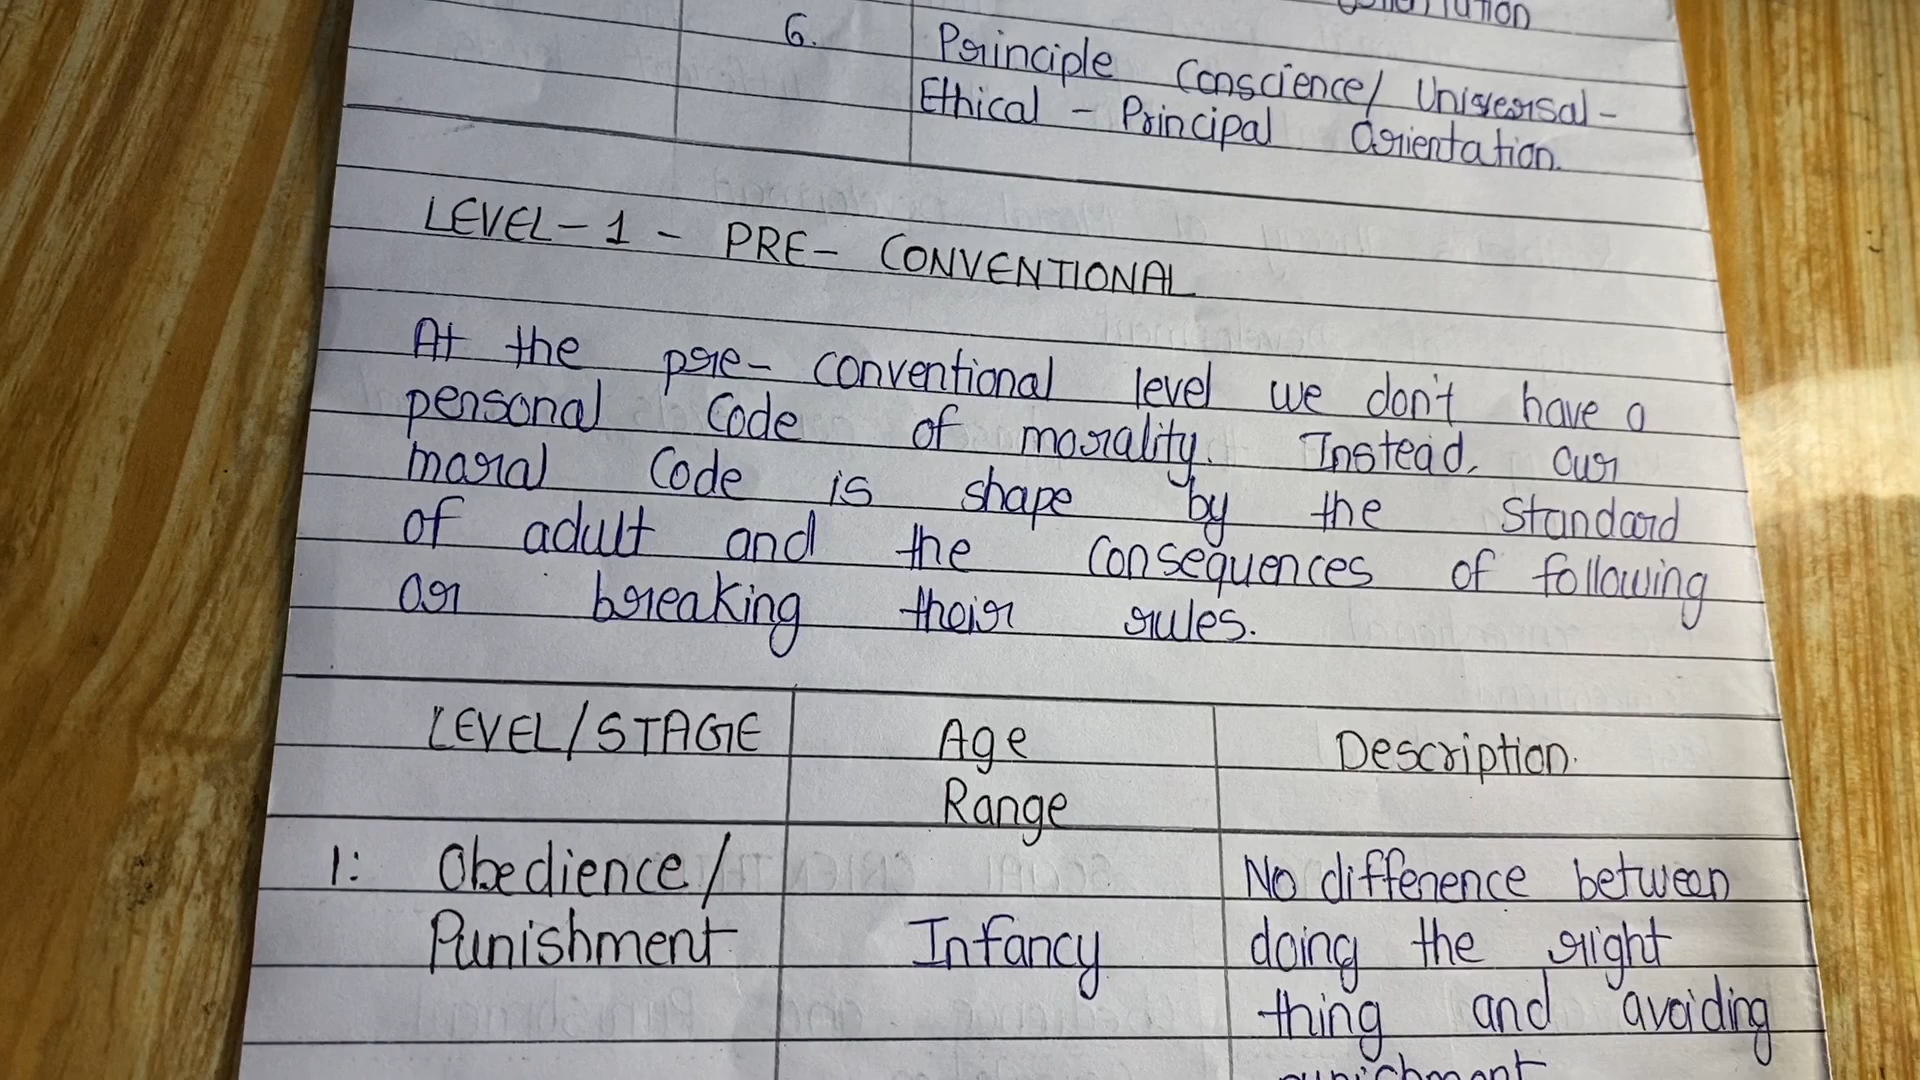 6. Principle Conscience/ Universal-
Ethical - Principal Orientation.
LEVEL-1 - PRE- CONVENTIONAL
At the pre- conventional level we don't have a
personal code of morality. Instead, our
moral code is shape by the standard
of adult and the consequences of following
or breaking their rules.
LEVEL/STAGE Age Description.
Range
1: Obedience/ No difference between
Punishment Infancy doing the right
thing and avoiding
punishment